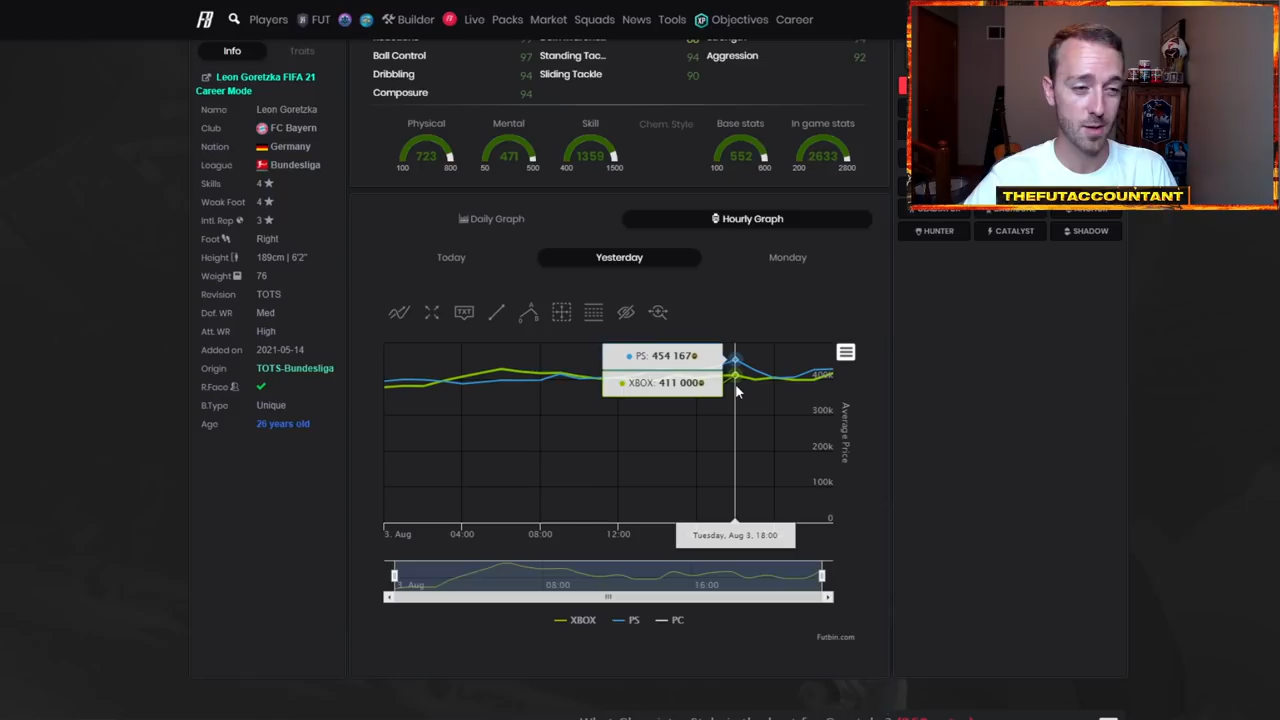 Players FUT Builder Live Packs Market Squads News Tools XP Objectives Career
Info Traits
Leon Goretzka FIFA 21
Career Mode
Name Leon Goretzka
Club FC Bayern
Nation Germany
League Bundesliga
Skills 4
Weak Foot 4
Intl. Rep 3
Foot Right
Height 189cm | 6'2"
Weight 76
Revision TOTS
Def. WR Med
Att. WR High
Added on 2021-05-14
Origin TOTS-Bundesliga
R.Face
B.Type Unique
Age 26 years old
Ball Control 97 Standing Tac... 94 Aggression 92
Dribbling 94 Sliding Tackle 90
Composure 94
Physical Mental Skill Chem. Style Base stats In game stats
723 471 1359 552 2633
100 800 50 500 400 1500 100 600 100 2800
Daily Graph Hourly Graph
Today Yesterday Monday
TXT
PS: 454 167
XBOX: 411 000
400k
300k
200k
100k
0
Average Price
3. Aug 04:00 08:00 12:00
Tuesday, Aug 3, 18:00
3. Aug 08:00 16:00
XBOX PS PC
Futbin.com
THEFUTACCOUNTANT
HUNTER CATALYST SHADOW